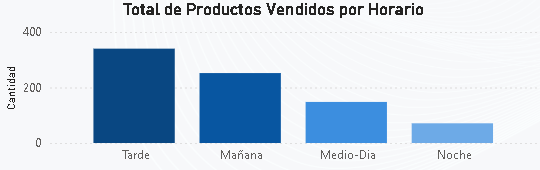 Total de Productos Vendidos por Horario
Cantidad
400
200
0
Tarde
Mañana
Medio-Dia
Noche